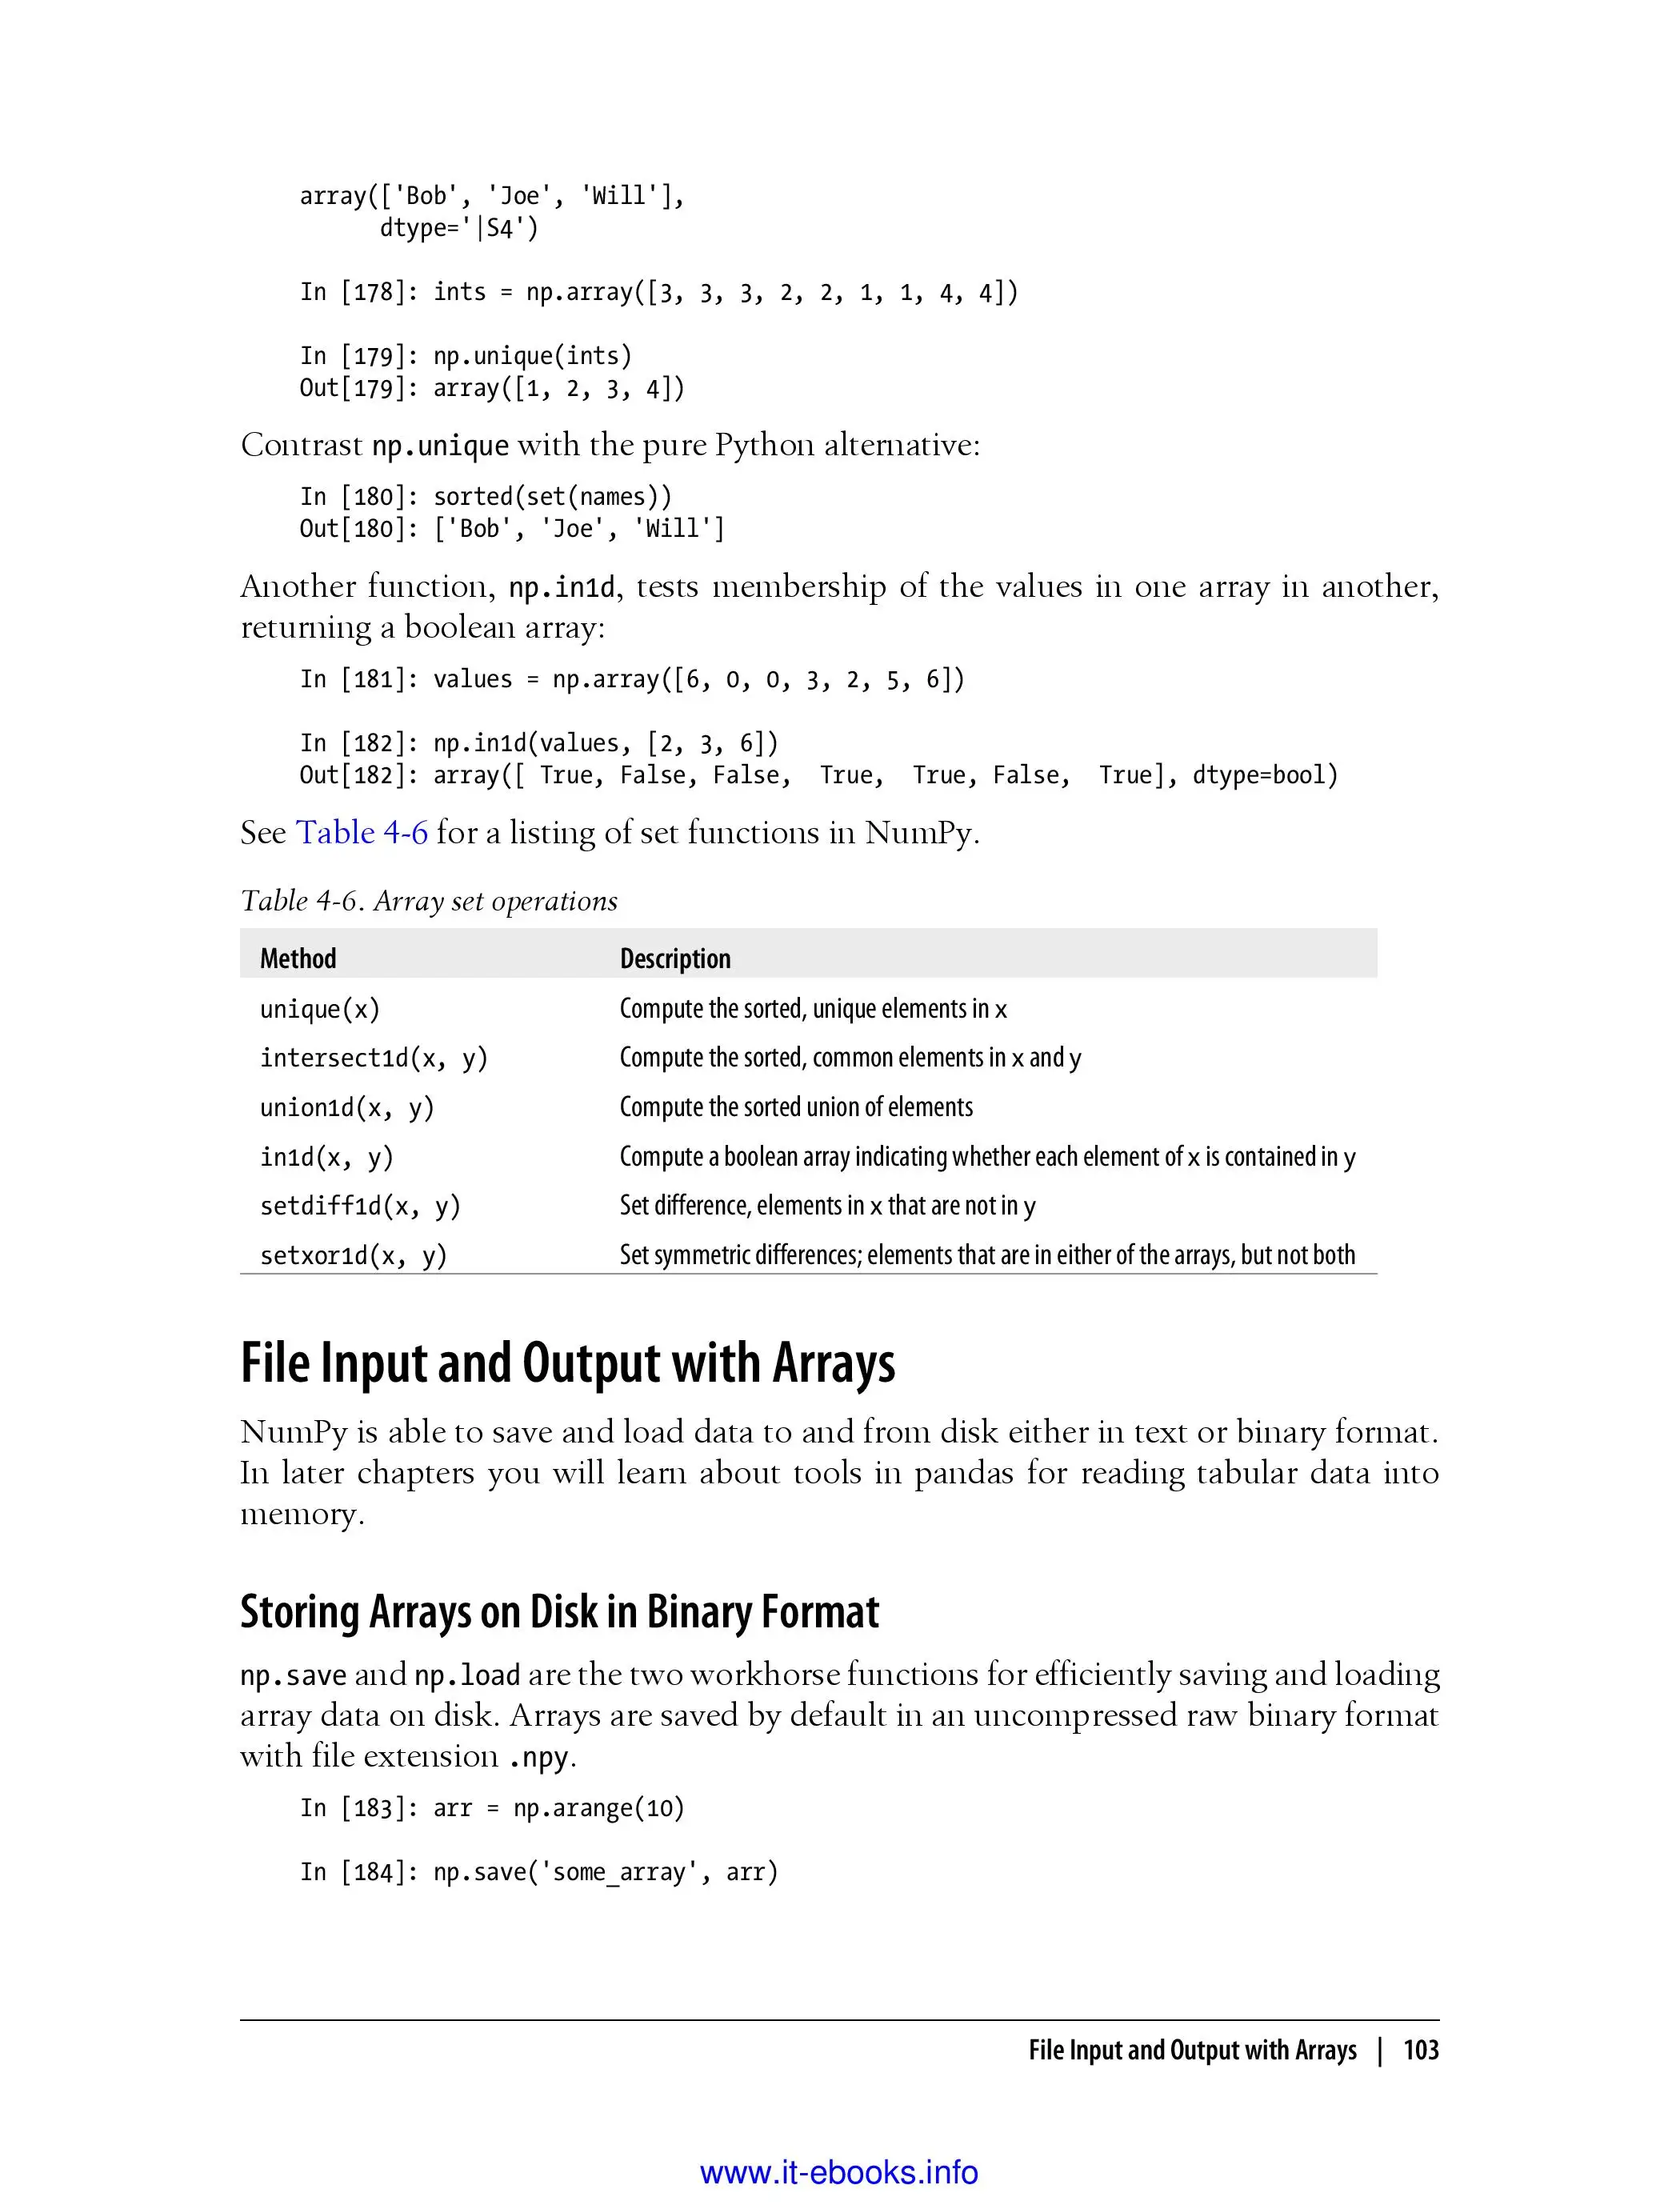 array(['Bob', 'Joe', 'Will'],
      dtype='|S4')
In [178]: ints = np.array([3, 3, 3, 2, 2, 1, 1, 4, 4])
In [179]: np.unique(ints)
Out[179]: array([1, 2, 3, 4])
Contrast np.unique with the pure Python alternative:
In [180]: sorted(set(names))
Out[180]: ['Bob', 'Joe', 'Will']
Another function, np.in1d, tests membership of the values in one array in another,
returning a boolean array:
In [181]: values = np.array([6, 0, 0, 3, 2, 5, 6])
In [182]: np.in1d(values, [2, 3, 6])
Out[182]: array([ True, False, False,  True,  True, False,  True], dtype=bool)
See Table 4-6 for a listing of set functions in NumPy.
Table 4-6. Array set operations
Method Description
unique(x) Compute the sorted, unique elements in x
intersect1d(x, y) Compute the sorted, common elements in x and y
union1d(x, y) Compute the sorted union of elements
in1d(x, y) Compute a boolean array indicating whether each element of x is contained in y
setdiff1d(x, y) Set difference, elements in x that are not in y
setxor1d(x, y) Set symmetric differences; elements that are in either of the arrays, but not both
File Input and Output with Arrays
NumPy is able to save and load data to and from disk either in text or binary format.
In later chapters you will learn about tools in pandas for reading tabular data into
memory.
Storing Arrays on Disk in Binary Format
np.save and np.load are the two workhorse functions for efficiently saving and loading
array data on disk. Arrays are saved by default in an uncompressed raw binary format
with file extension .npy.
In [183]: arr = np.arange(10)
In [184]: np.save('some_array', arr)
File Input and Output with Arrays | 103
www.it-ebooks.info